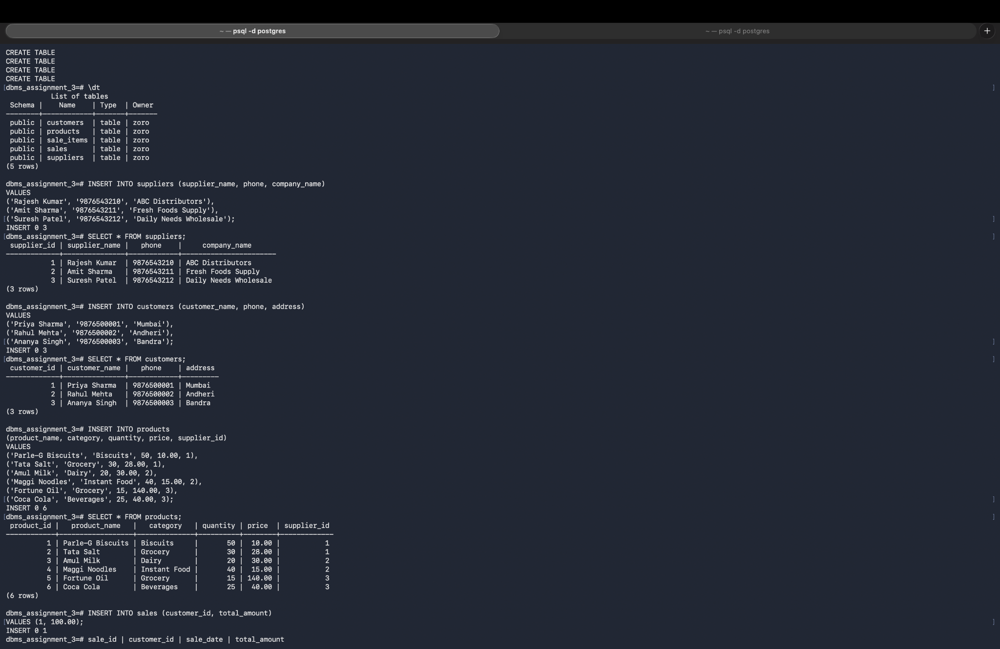 ~ — psql -d postgres ~ — psql -d postgres +
CREATE TABLE
CREATE TABLE
CREATE TABLE
CREATE TABLE
[dbms_assignment_3=# \dt ]
List of tables
Schema | Name | Type | Owner
--------+------------+-------+-------
public | customers | table | zoro
public | products | table | zoro
public | sale_items | table | zoro
public | sales | table | zoro
public | suppliers | table | zoro
(5 rows)
dbms_assignment_3=# INSERT INTO suppliers (supplier_name, phone, company_name)
VALUES
('Rajesh Kumar', '9876543210', 'ABC Distributors'),
('Amit Sharma', '9876543211', 'Fresh Foods Supply'),
[('Suresh Patel', '9876543212', 'Daily Needs Wholesale'); ]
INSERT 0 3
[dbms_assignment_3=# SELECT * FROM suppliers; ]
supplier_id | supplier_name | phone | company_name
-------------+---------------+------------+-----------------------
1 | Rajesh Kumar | 9876543210 | ABC Distributors
2 | Amit Sharma | 9876543211 | Fresh Foods Supply
3 | Suresh Patel | 9876543212 | Daily Needs Wholesale
(3 rows)
dbms_assignment_3=# INSERT INTO customers (customer_name, phone, address)
VALUES
('Priya Sharma', '9876500001', 'Mumbai'),
('Rahul Mehta', '9876500002', 'Andheri'),
[('Ananya Singh', '9876500003', 'Bandra'); ]
INSERT 0 3
[dbms_assignment_3=# SELECT * FROM customers; ]
customer_id | customer_name | phone | address
-------------+---------------+------------+---------
1 | Priya Sharma | 9876500001 | Mumbai
2 | Rahul Mehta | 9876500002 | Andheri
3 | Ananya Singh | 9876500003 | Bandra
(3 rows)
dbms_assignment_3=# INSERT INTO products
(product_name, category, quantity, price, supplier_id)
VALUES
('Parle-G Biscuits', 'Biscuits', 50, 10.00, 1),
('Tata Salt', 'Grocery', 30, 28.00, 1),
('Amul Milk', 'Dairy', 20, 30.00, 2),
('Maggi Noodles', 'Instant Food', 40, 15.00, 2),
('Fortune Oil', 'Grocery', 15, 140.00, 3),
[('Coca Cola', 'Beverages', 25, 40.00, 3); ]
INSERT 0 6
[dbms_assignment_3=# SELECT * FROM products; ]
product_id | product_name | category | quantity | price | supplier_id
------------+------------------+--------------+----------+--------+-------------
1 | Parle-G Biscuits | Biscuits | 50 | 10.00 | 1
2 | Tata Salt | Grocery | 30 | 28.00 | 1
3 | Amul Milk | Dairy | 20 | 30.00 | 2
4 | Maggi Noodles | Instant Food | 40 | 15.00 | 2
5 | Fortune Oil | Grocery | 15 | 140.00 | 3
6 | Coca Cola | Beverages | 25 | 40.00 | 3
(6 rows)
dbms_assignment_3=# INSERT INTO sales (customer_id, total_amount)
[VALUES (1, 100.00); ]
INSERT 0 1
dbms_assignment_3=# sale_id | customer_id | sale_date | total_amount